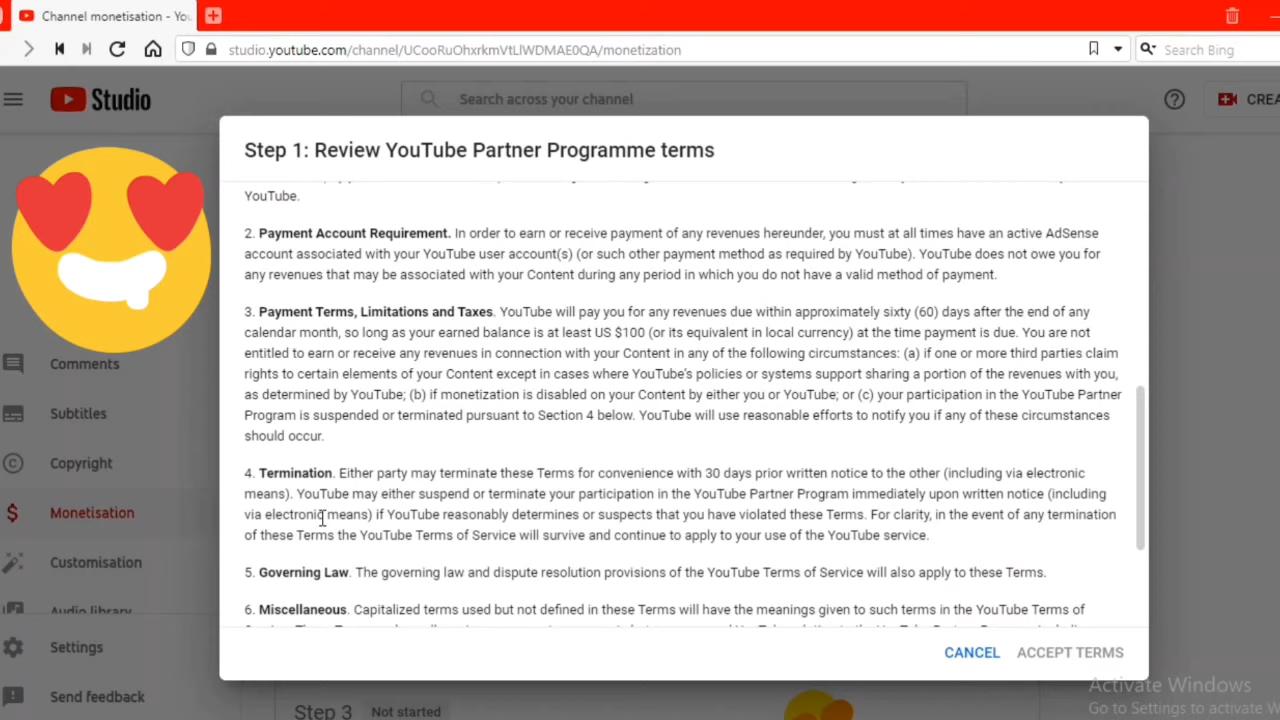 Channel monetisation - You
studio.youtube.com/channel/UCooRuOhxrkmVtLlWDMAE0QA/monetization
Search Bing
Studio
Search across your channel
CREA
Step 1: Review YouTube Partner Programme terms
YouTube.
2. Payment Account Requirement. In order to earn or receive payment of any revenues hereunder, you must at all times have an active AdSense
account associated with your YouTube user account(s) (or such other payment method as required by YouTube). YouTube does not owe you for
any revenues that may be associated with your Content during any period in which you do not have a valid method of payment.
3. Payment Terms, Limitations and Taxes. YouTube will pay you for any revenues due within approximately sixty (60) days after the end of any
calendar month, so long as your earned balance is at least US $100 (or its equivalent in local currency) at the time payment is due. You are not
entitled to earn or receive any revenues in connection with your Content in any of the following circumstances: (a) if one or more third parties claim
rights to certain elements of your Content except in cases where YouTube's policies or systems support sharing a portion of the revenues with you,
as determined by YouTube; (b) if monetization is disabled on your Content by either you or YouTube; or (c) your participation in the YouTube Partner
Program is suspended or terminated pursuant to Section 4 below. YouTube will use reasonable efforts to notify you if any of these circumstances
should occur.
4. Termination. Either party may terminate these Terms for convenience with 30 days prior written notice to the other (including via electronic
means). YouTube may either suspend or terminate your participation in the YouTube Partner Program immediately upon written notice (including
via electronic means) if YouTube reasonably determines or suspects that you have violated these Terms. For clarity, in the event of any termination
of these Terms the YouTube Terms of Service will survive and continue to apply to your use of the YouTube service.
5. Governing Law. The governing law and dispute resolution provisions of the YouTube Terms of Service will also apply to these Terms.
6. Miscellaneous. Capitalized terms used but not defined in these Terms will have the meanings given to such terms in the YouTube Terms of
CANCEL
ACCEPT TERMS
Comments
Subtitles
Copyright
Monetisation
Customisation
Audio library
Settings
Send feedback
Step 3
Not started
Activate Windows
Go to Settings to activate W